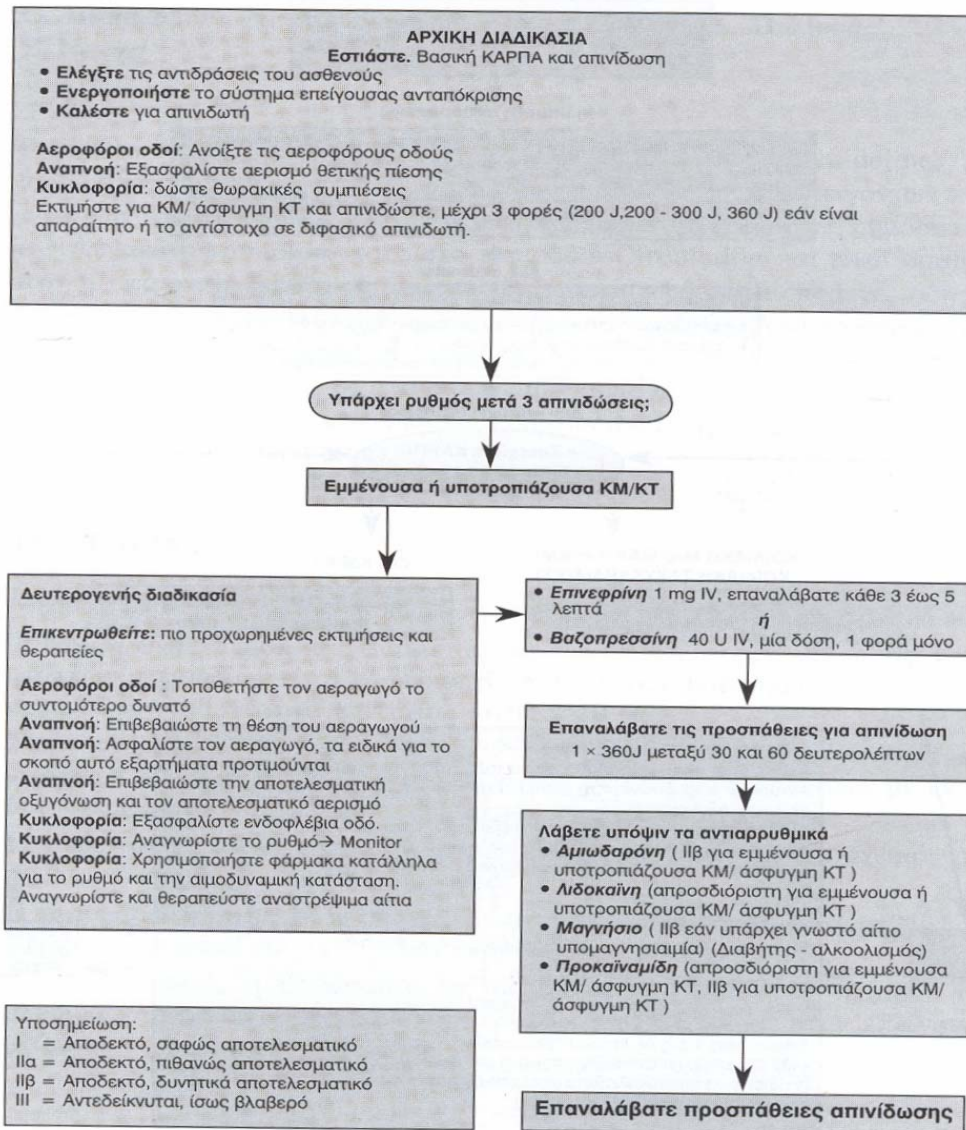 ΑΡΧΙΚΗ ΔΙΑΔΙΚΑΣΙΑ
Εστιάστε. Βασική ΚΑΡΠΑ και απινίδωση
• Ελέγξτε τις αντιδράσεις του ασθενούς
• Ενεργοποιήστε το σύστημα επείγουσας ανταπόκρισης
• Καλέστε για απινιδωτή
Αεροφόροι οδοί: Ανοίξτε τις αεροφόρους οδούς
Αναπνοή: Εξασφαλίστε αερισμό θετικής πίεσης
Κυκλοφορία: δώστε θωρακικές συμπιέσεις
Εκτιμήστε για ΚΜ/ άσφυγμη ΚΤ και απινιδώστε, μέχρι 3 φορές (200 J,200 - 300 J, 360 J) εάν είναι
απαραίτητο ή το αντίστοιχο σε διφασικό απινιδωτή.
Υπάρχει ρυθμός μετά 3 απινιδώσεις;
Εμμένουσα ή υποτροπιάζουσα ΚΜ/ΚΤ
Δευτερογενής διαδικασία
Επικεντρωθείτε: πιο προχωρημένες εκτιμήσεις και
θεραπείες
Αεροφόροι οδοί : Τοποθετήστε τον αεραγωγό το
συντομότερο δυνατό
Αναπνοή: Επιβεβαιώστε τη θέση του αεραγωγού
Αναπνοή: Ασφαλίστε τον αεραγωγό, τα ειδικά για το
σκοπό αυτό εξαρτήματα προτιμούνται
Αναπνοή: Επιβεβαιώστε την αποτελεσματική
οξυγόνωση και τον αποτελεσματικό αερισμό
Κυκλοφορία: Εξασφαλίστε ενδοφλέβια οδό.
Κυκλοφορία: Αναγνωρίστε το ρυθμό→ Monitor
Κυκλοφορία: Χρησιμοποιήστε φάρμακα κατάλληλα
για το ρυθμό και την αιμοδυναμική κατάσταση.
Αναγνωρίστε και θεραπεύστε αναστρέψιμα αίτια
• Επινεφρίνη 1 mg IV, επαναλάβατε κάθε 3 έως 5
λεπτά
ή
• Βαζοπρεσσίνη 40 U IV, μία δόση, 1 φορά μόνο
Επαναλάβατε τις προσπάθειες για απινίδωση
1 × 360J μεταξύ 30 και 60 δευτερολέπτων
Λάβετε υπόψιν τα αντιαρρυθμικά
• Αμιωδαρόνη ( ΙΙβ για εμμένουσα ή
υποτροπιάζουσα ΚΜ/ άσφυγμη ΚΤ )
• Λιδοκαϊνη (απροσδιόριστη για εμμένουσα ή
υποτροπιάζουσα ΚΜ/ άσφυγμη ΚΤ )
• Μαγνήσιο ( ΙΙβ εάν υπάρχει γνωστό αίτιο
υπομαγνησιαιμία) (Διαβήτης - αλκοολισμός)
• Προκαϊναμίδη (απροσδιόριστη για εμμένουσα
ΚΜ/ άσφυγμη ΚΤ, ΙΙβ για υποτροπιάζουσα ΚΜ/
άσφυγμη ΚΤ )
Υποσημείωση:
Ι = Αποδεκτό, σαφώς αποτελεσματικό
ΙΙα = Αποδεκτό, πιθανώς αποτελεσματικό
ΙΙβ = Αποδεκτό, δυνητικά αποτελεσματικό
ΙΙΙ = Αντεδείκνυται, ίσως βλαβερό
Επαναλάβατε προσπάθειες απινίδωσης